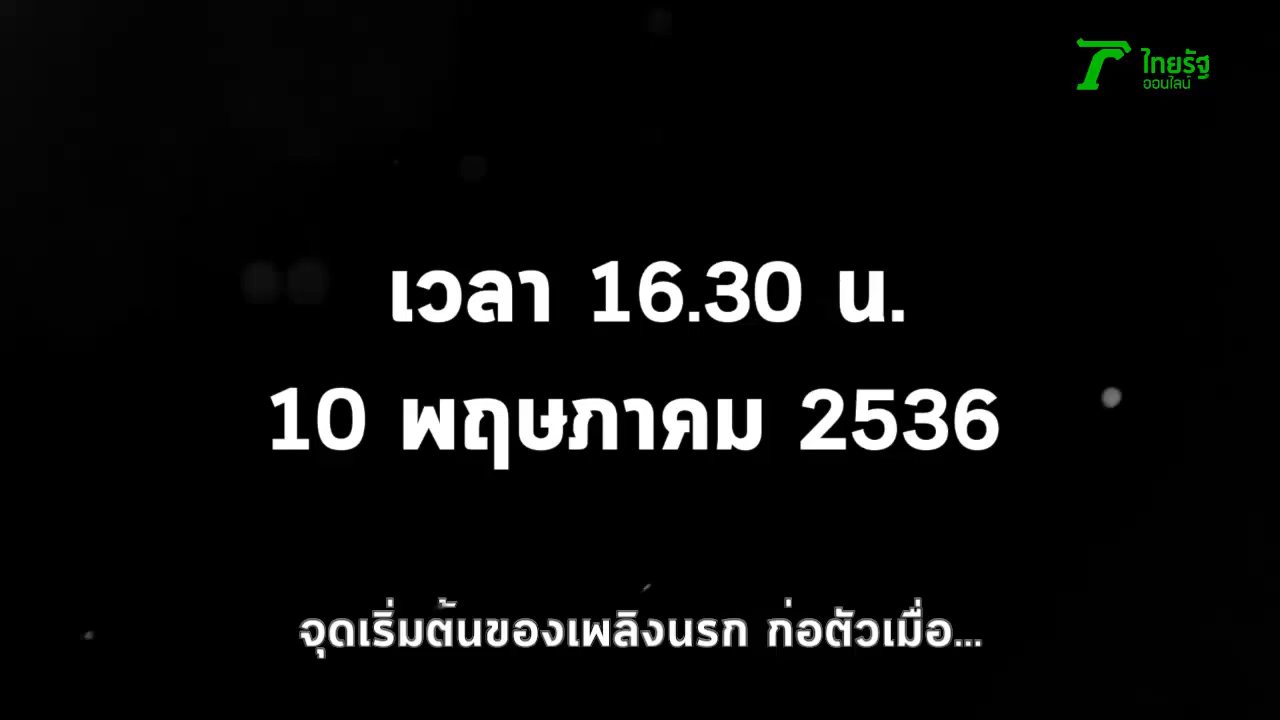 ไทยรัฐ
ออนไลน์
เวลา 16.30 น.
10 พฤษภาคม 2536
จุดเริ่มต้นของเพลิงนรก ก่อตัวเมื่อ...